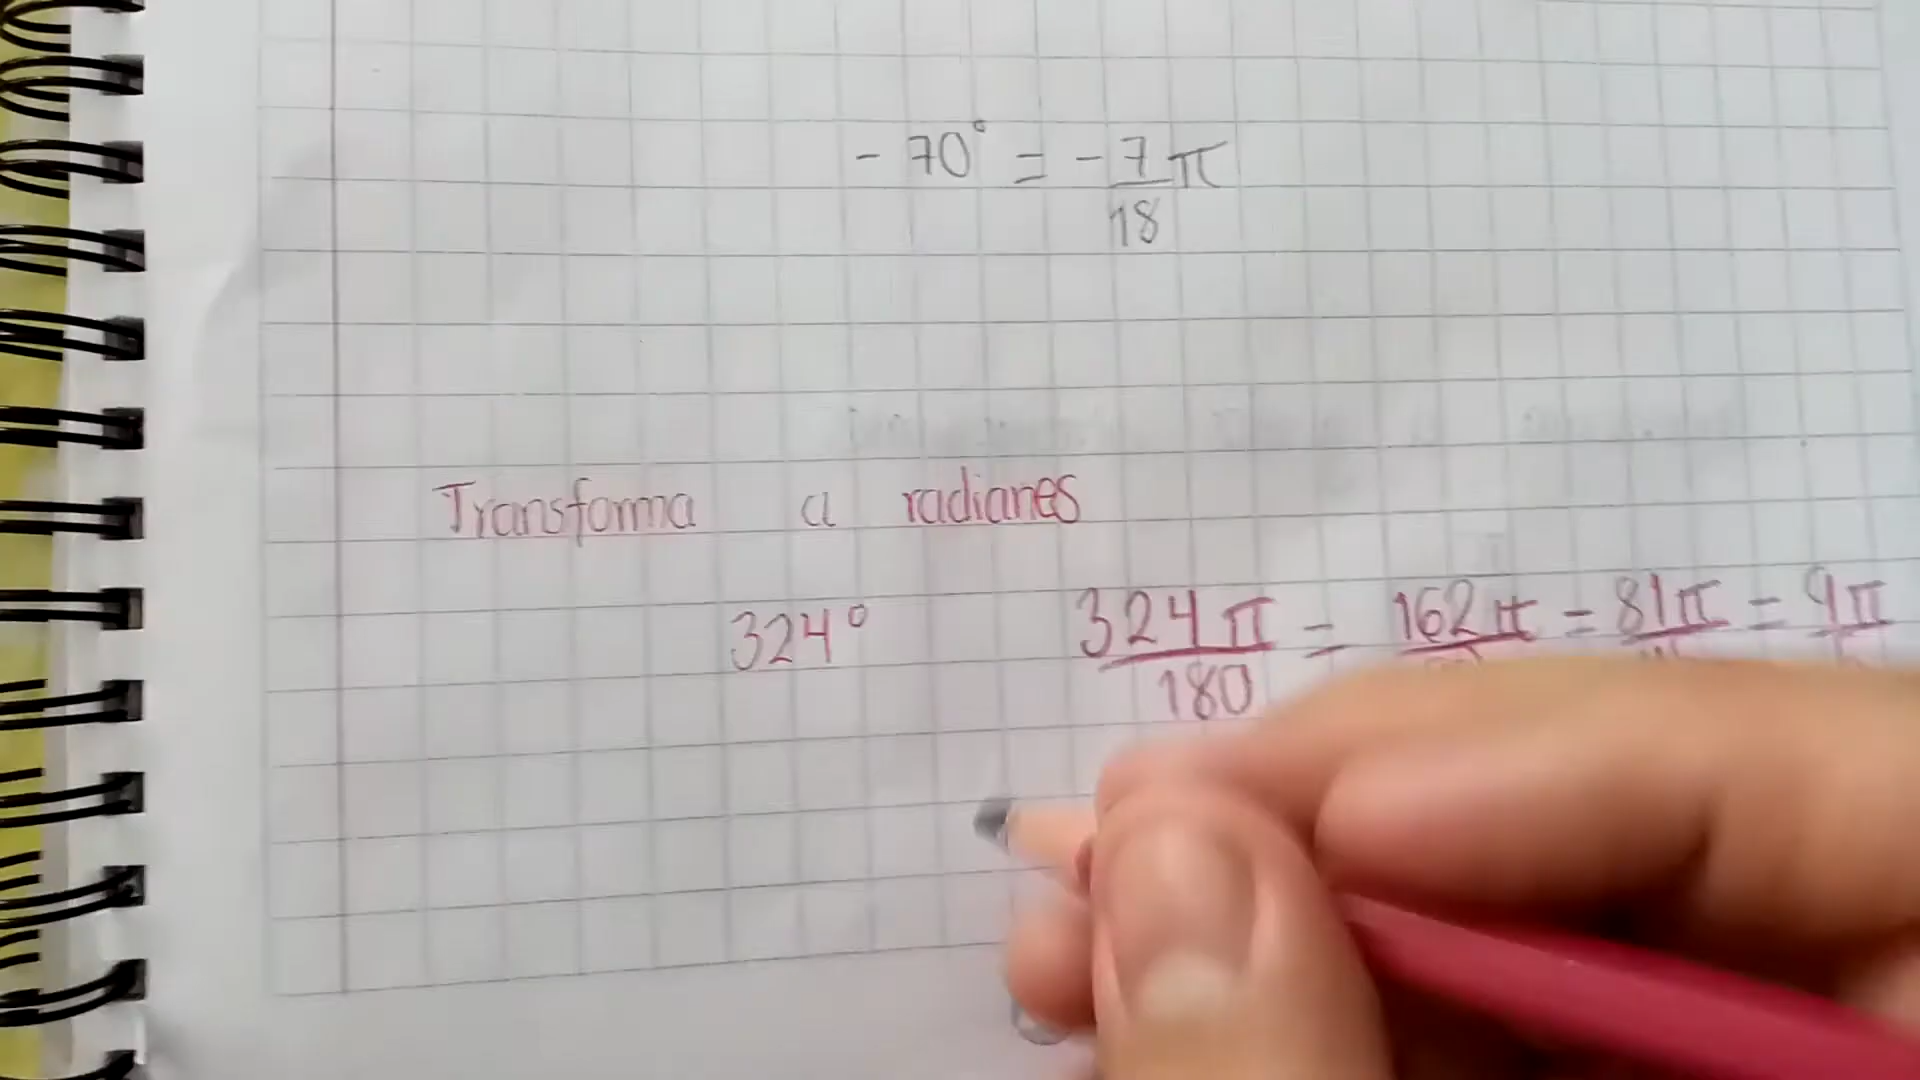 - 70° = - 7/18 π
Transforma a radianes
324° 324π/180 = 162π = 81π = 9π